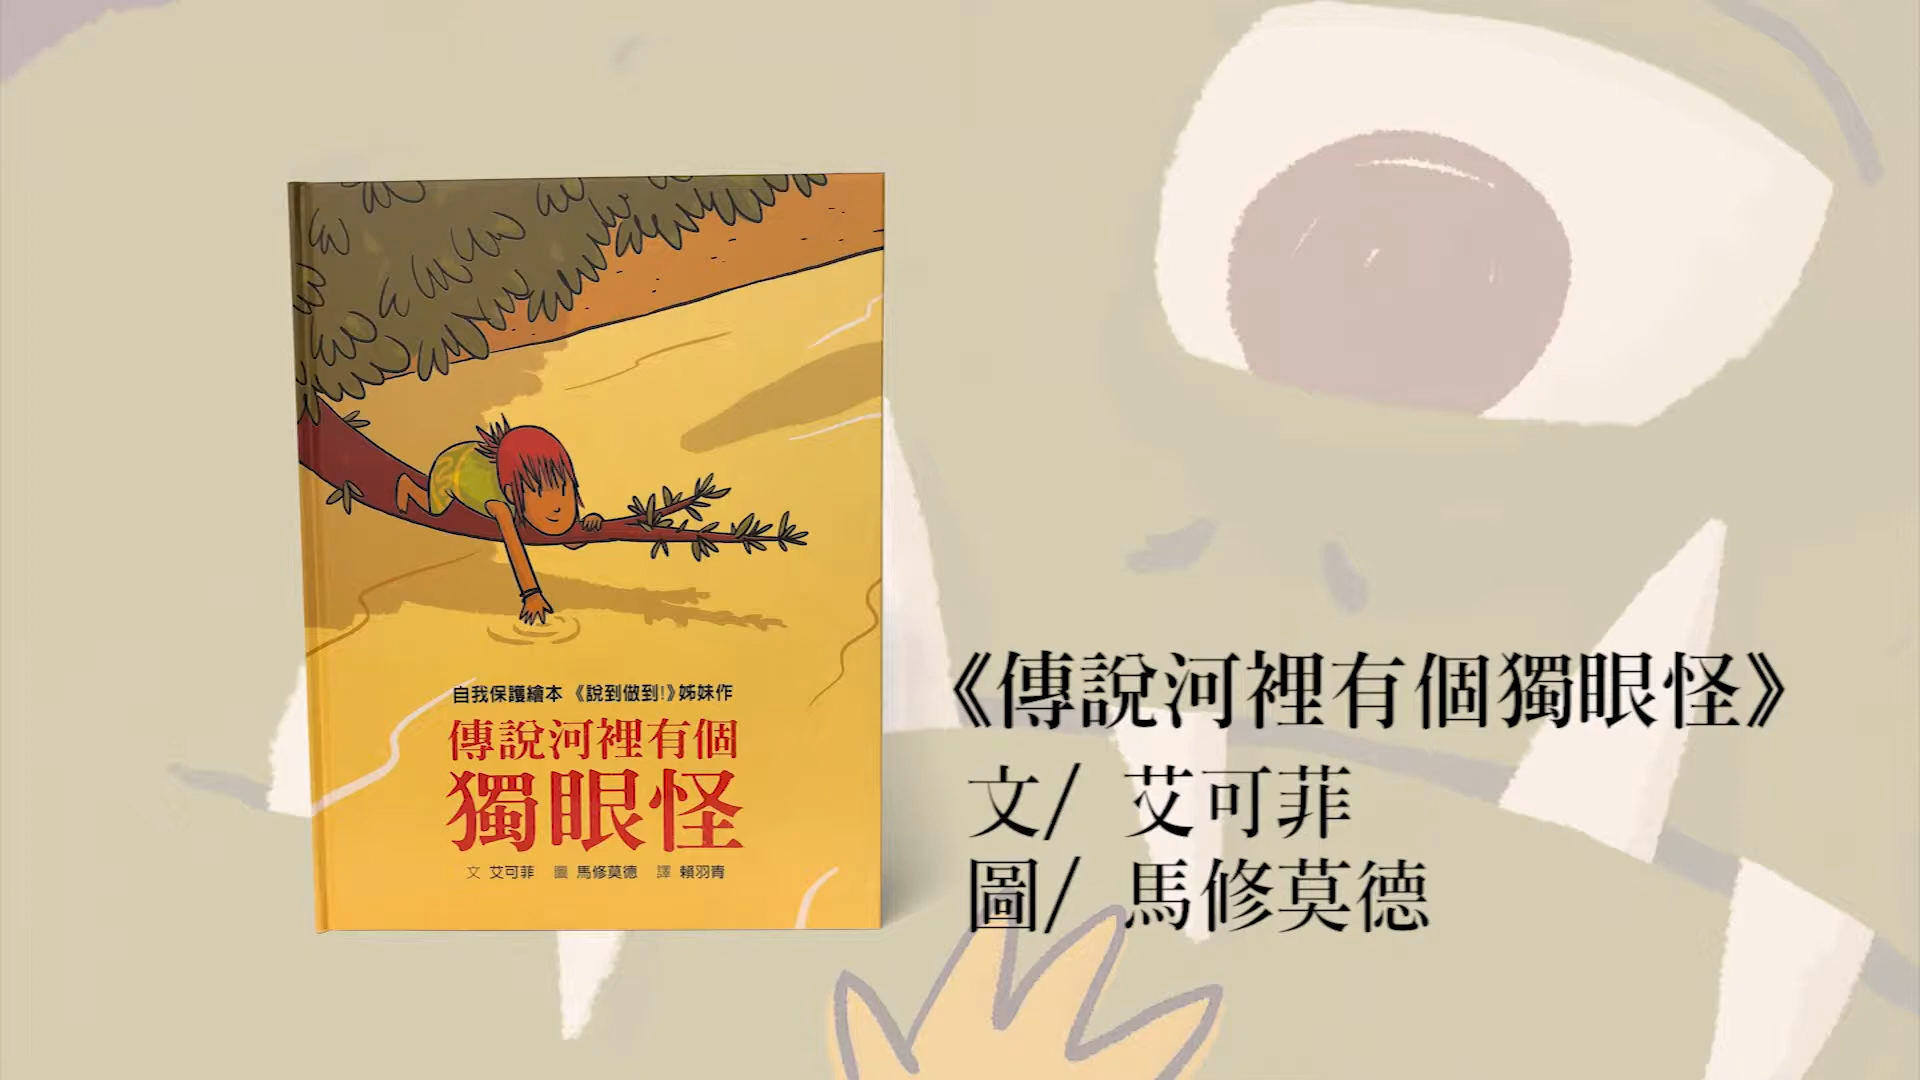 自我保護繪本《說到做到!》姊妹作
傳說河裡有個
獨眼怪
文 艾可菲 圖 馬修莫德 譯 賴羽青
《傳說河裡有個獨眼怪》
文/ 艾可菲
圖/ 馬修莫德